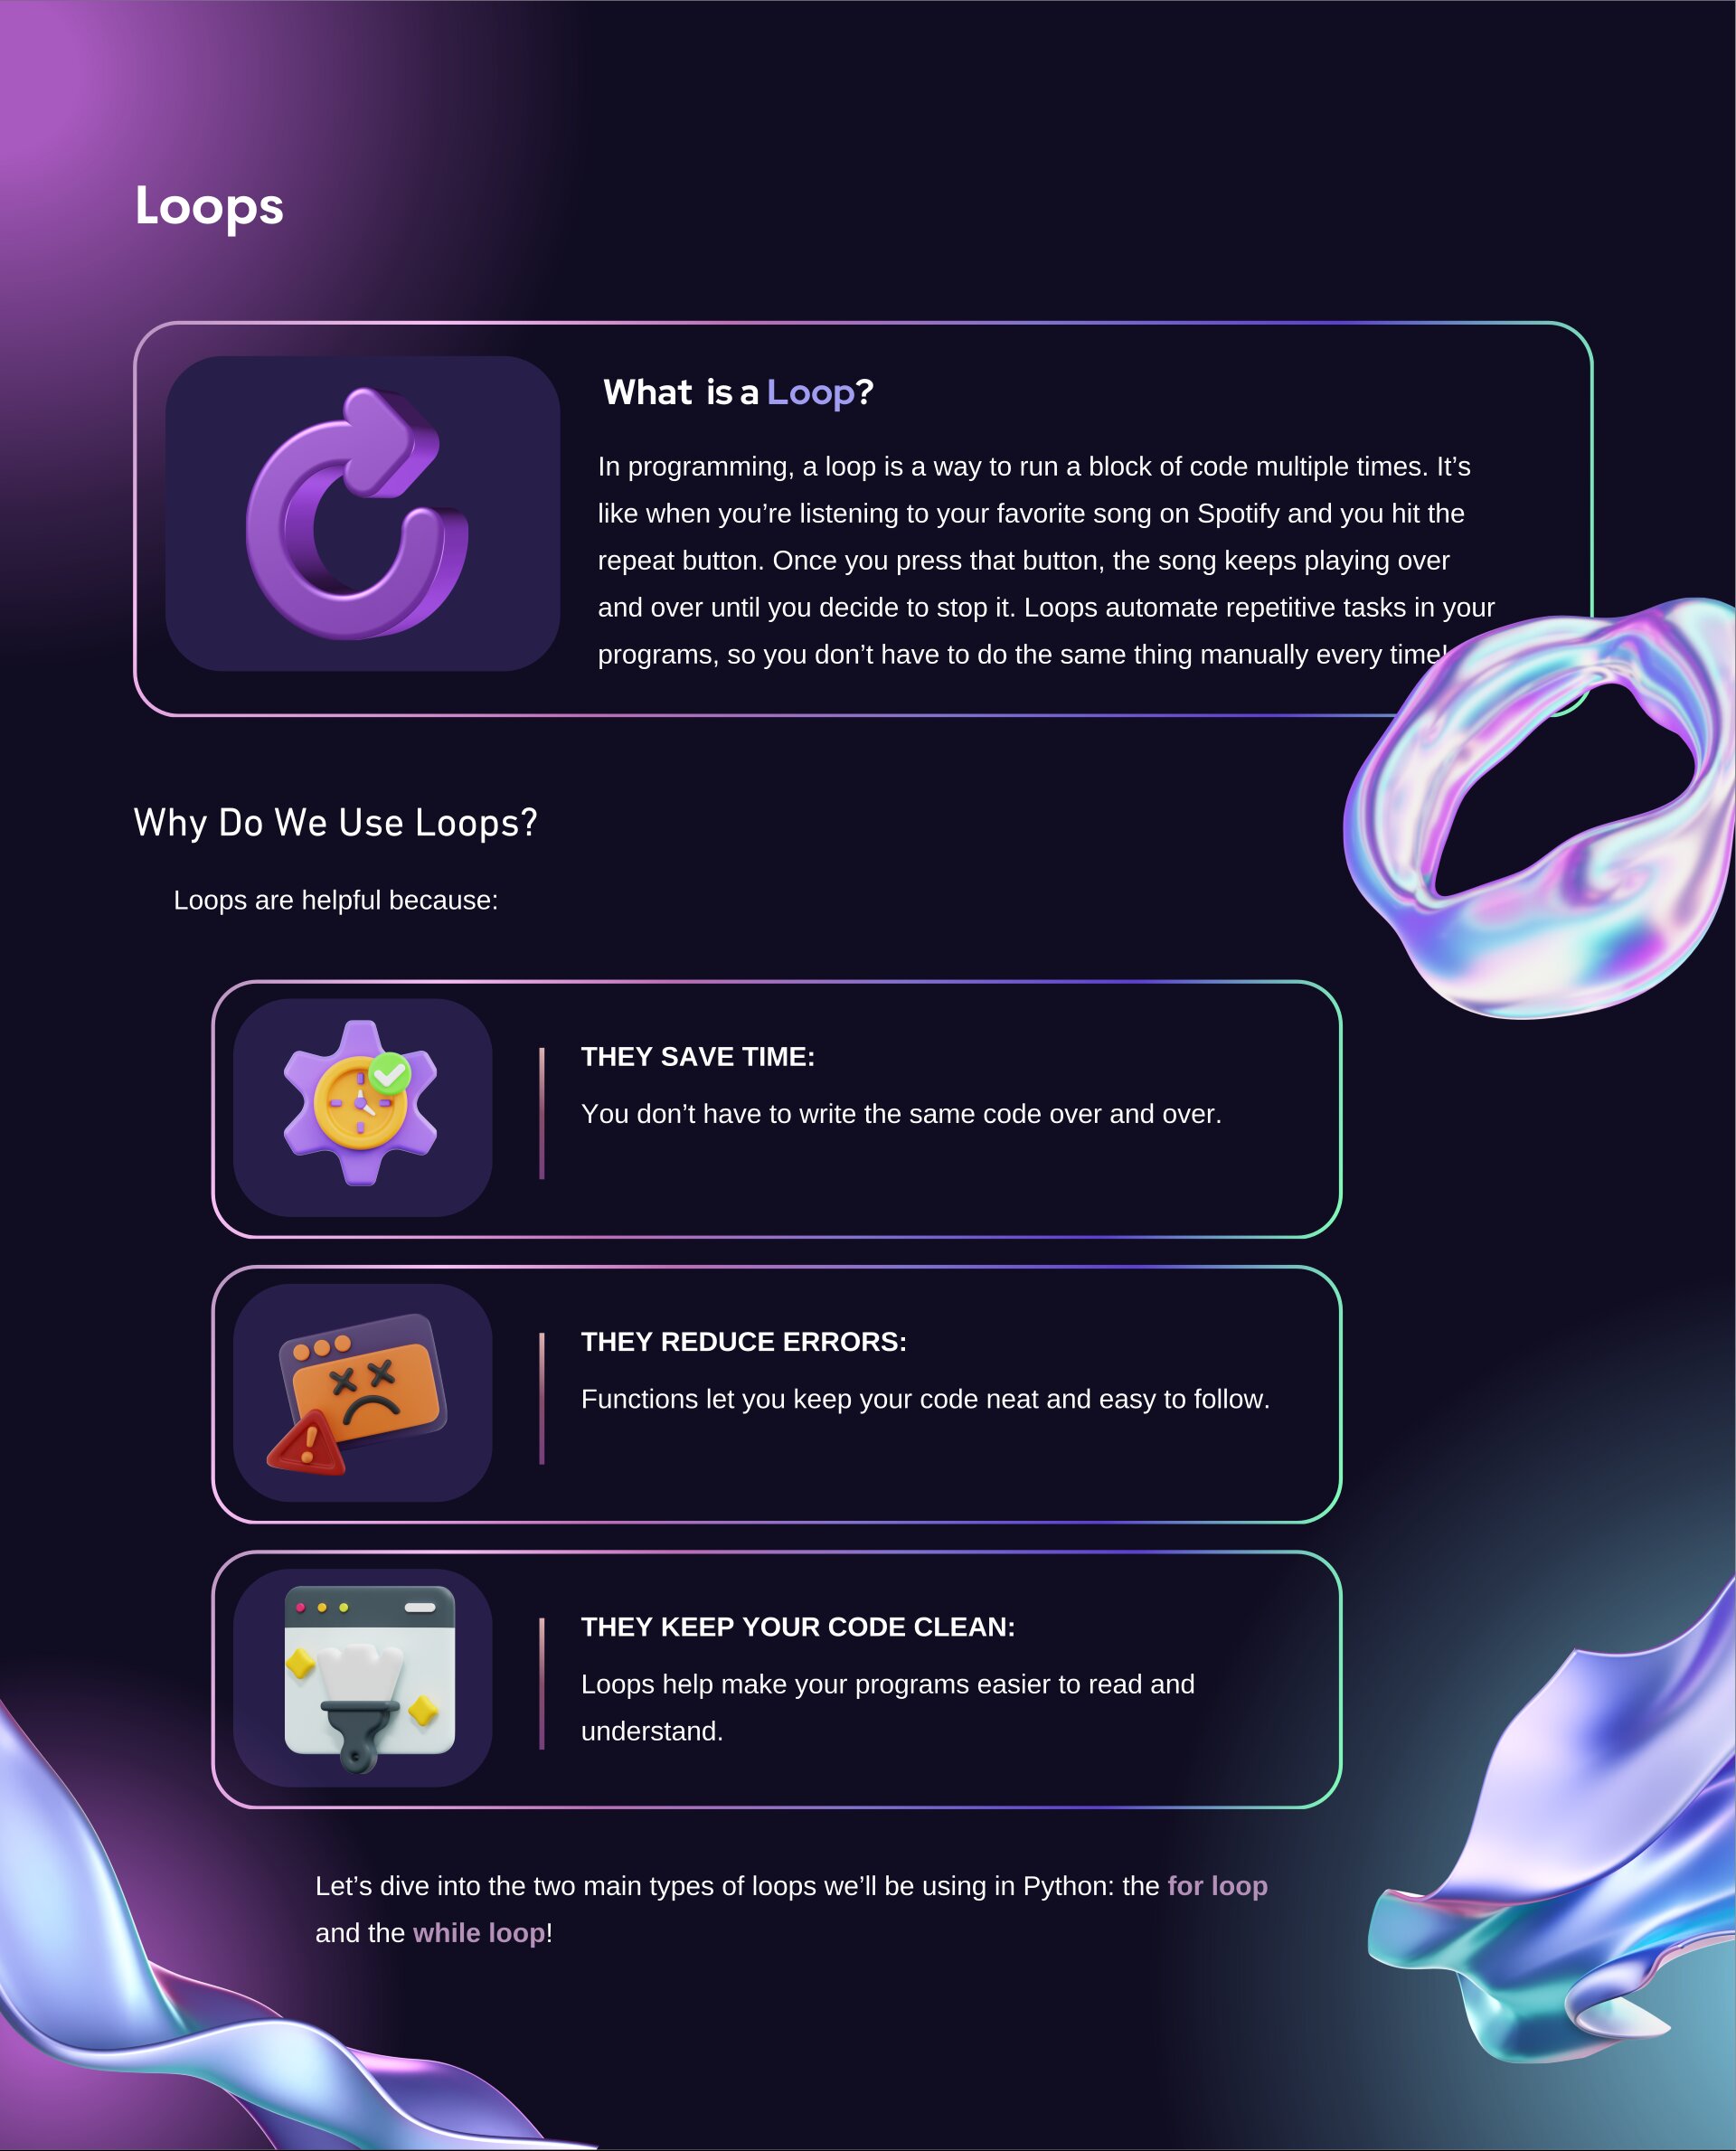 Loops
What is a Loop?
In programming, a loop is a way to run a block of code multiple times. It’s
like when you’re listening to your favorite song on Spotify and you hit the
repeat button. Once you press that button, the song keeps playing over
and over until you decide to stop it. Loops automate repetitive tasks in your
programs, so you don’t have to do the same thing manually every time!
Why Do We Use Loops?
Loops are helpful because:
THEY SAVE TIME:
You don’t have to write the same code over and over.
THEY REDUCE ERRORS:
Functions let you keep your code neat and easy to follow.
THEY KEEP YOUR CODE CLEAN:
Loops help make your programs easier to read and
understand.
Let’s dive into the two main types of loops we’ll be using in Python: the for loop
and the while loop!